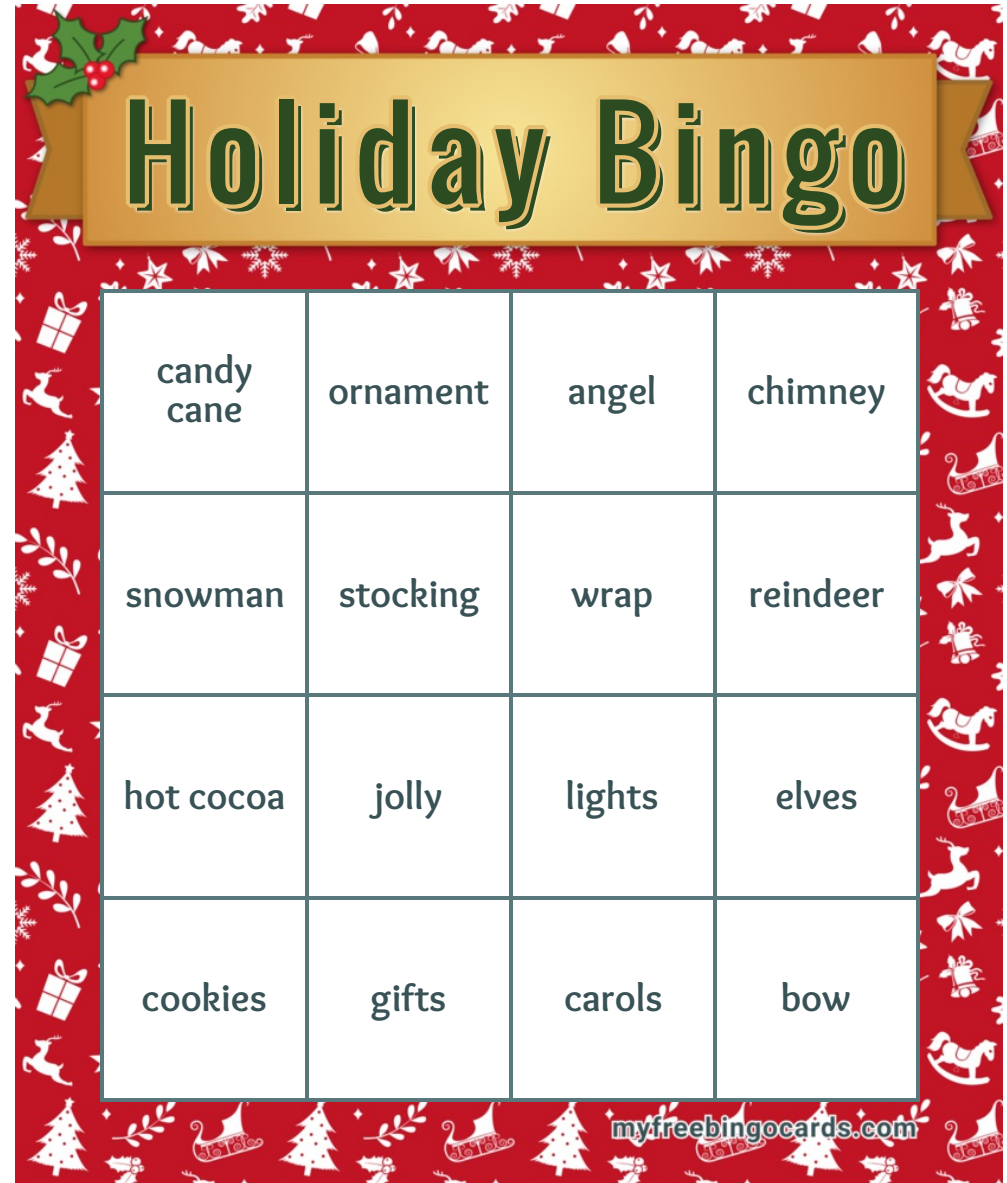 Holiday Bingo
candy
cane
ornament
angel
chimney
snowman
stocking
wrap
reindeer
hot cocoa
jolly
lights
elves
cookies
gifts
carols
bow
myfreebingocards.com